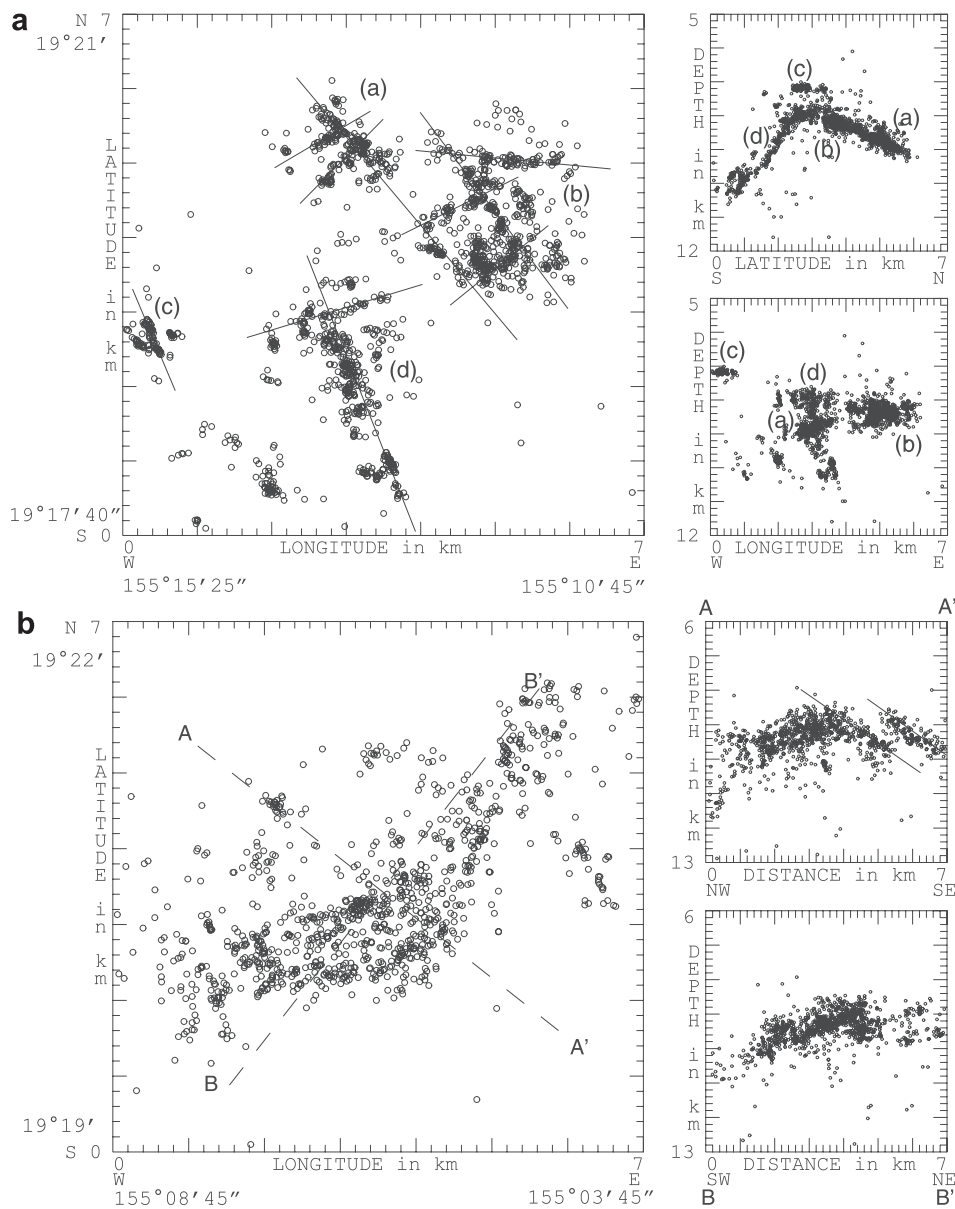 a
N 7
19°21′
LATITUDE in km
19°17′40″
S 0
0
W
LONGITUDE in km
7
E
155°15′25″
155°10′45″
(a)
(b)
(c)
(d)
5
DEPTH in km
12
0
S
LATITUDE in km
7
N
(c)
(a)
(d)
(b)
5
DEPTH in km
12
0
W
LONGITUDE in km
7
E
(c)
(d)
(a)
(b)
b
N 7
19°22′
LATITUDE in km
19°19′
S 0
0
W
LONGITUDE in km
7
E
155°08′45″
155°03′45″
B'
A
A'
B
A
A'
6
DEPTH in km
13
0
NW
DISTANCE in km
7
SE
6
DEPTH in km
13
0
SW
DISTANCE in km
7
NE
B
B'